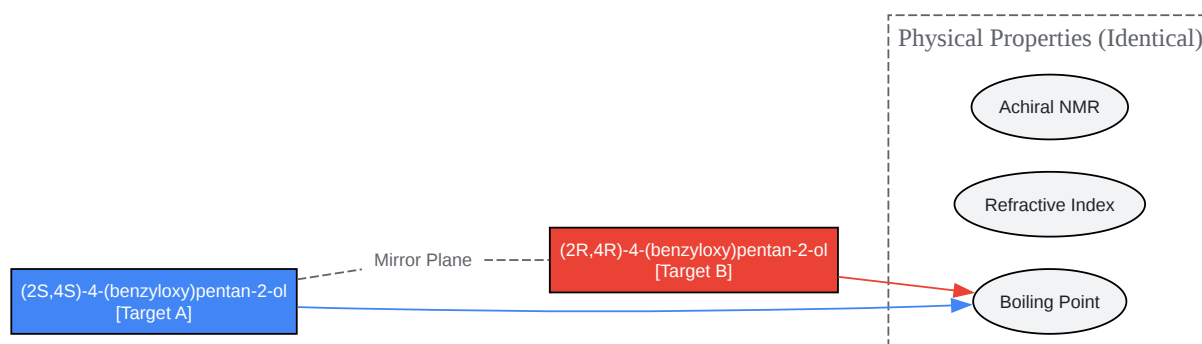 Physical Properties (Identical)
Achiral NMR
Refractive Index
(2R,4R)-4-(benzyloxy)pentan-2-ol
[Target B]
Mirror Plane
(2S,4S)-4-(benzyloxy)pentan-2-ol
[Target A]
Boiling Point